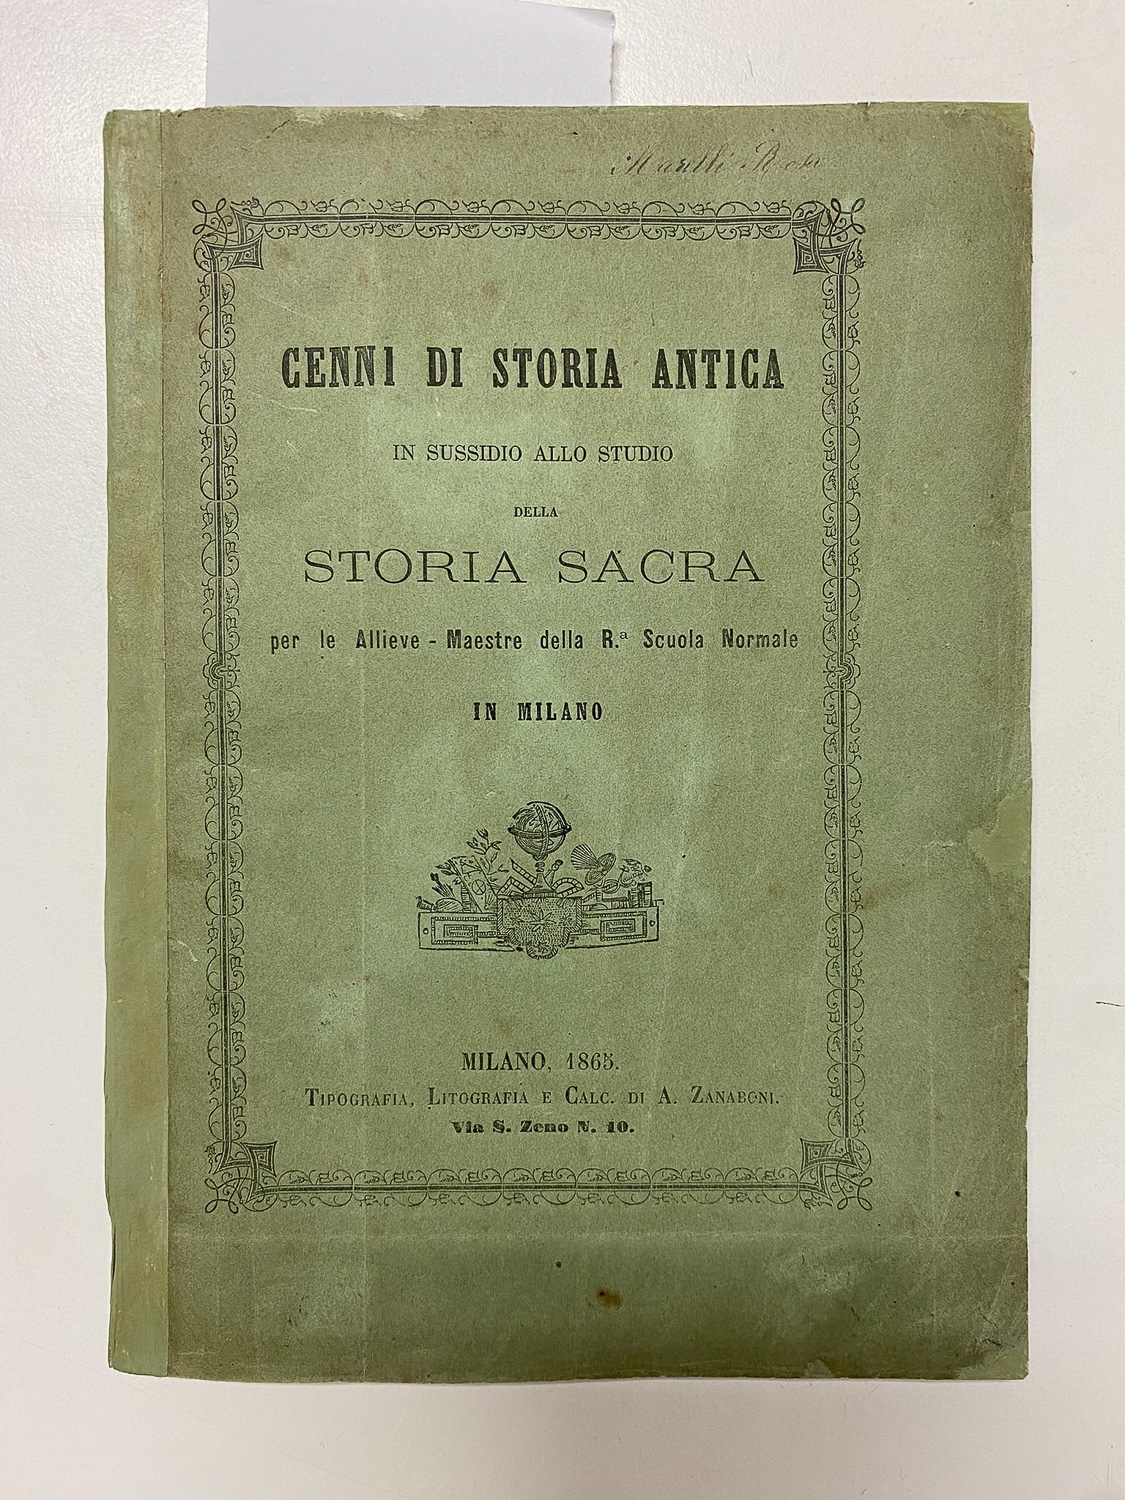 CENNI DI STORIA ANTICA
IN SUSSIDIO ALLO STUDIO
DELLA
STORIA SACRA
per le Allieve - Maestre della R.ª Scuola Normale
IN MILANO
MILANO, 1865.
TIPOGRAFIA, LITOGRAFIA E CALC. DI A. ZANABONI.
Via S. Zeno N. 10.